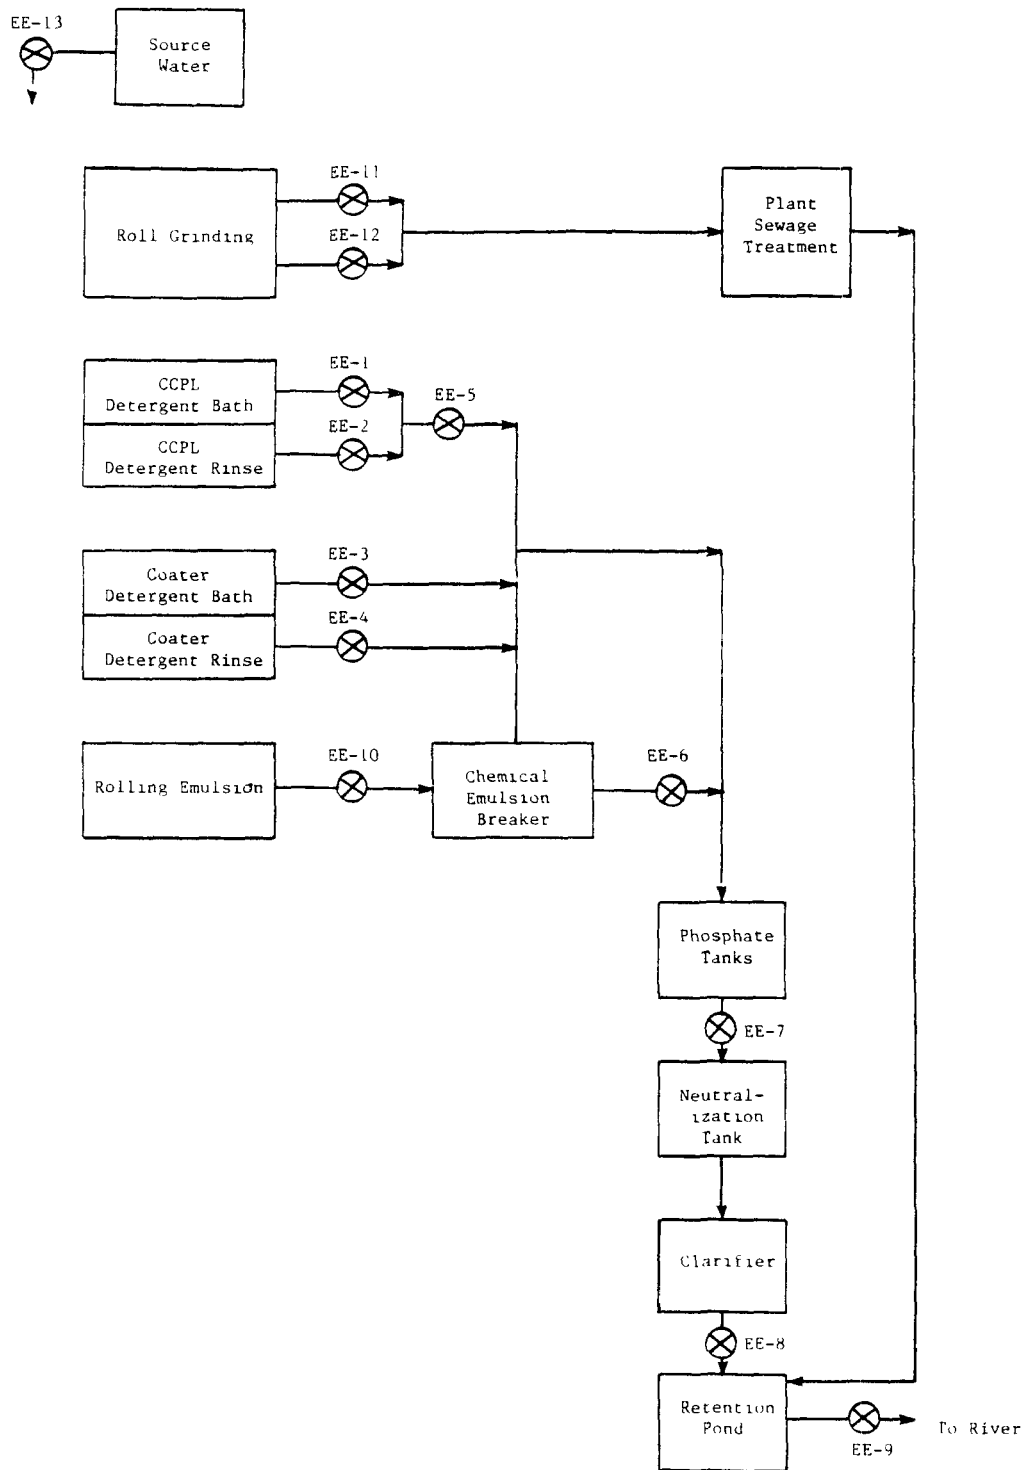 EE-13
Source
Water
EE-11
Roll Grinding
EE-12
Plant
Sewage
Treatment
CCPL
Detergent Bath
EE-1
EE-5
CCPL
Detergent Rinse
EE-2
Coater
Detergent Bath
EE-3
Coater
Detergent Rinse
EE-4
Rolling Emulsion
EE-10
Chemical
Emulsion
Breaker
EE-6
Phosphate
Tanks
EE-7
Neutral-
ization
Tank
Clarifier
EE-8
Retention
Pond
EE-9
To River